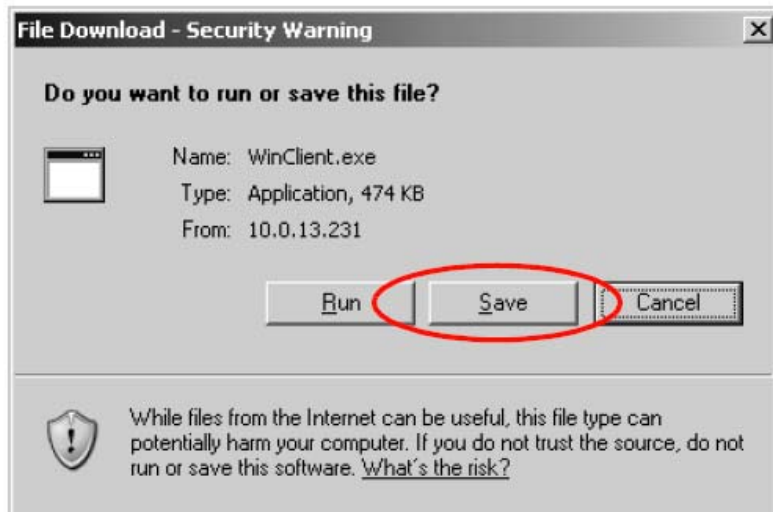 File Download - Security Warning
Do you want to run or save this file?
Name: WinClient.exe
Type: Application, 474 KB
From: 10.0.13.231
Run Save Cancel
While files from the Internet can be useful, this file type can
potentially harm your computer. If you do not trust the source, do not
run or save this software. What's the risk?